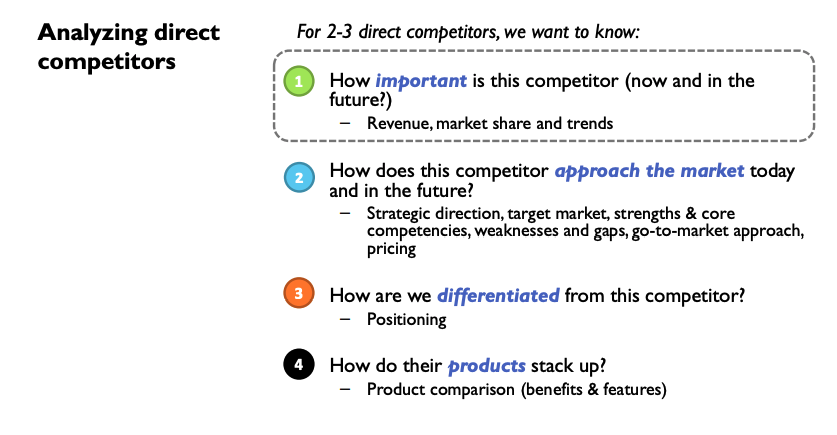 Analyzing direct
competitors
For 2-3 direct competitors, we want to know:
1
How important is this competitor (now and in the
future?)
– Revenue, market share and trends
2
How does this competitor approach the market today
and in the future?
– Strategic direction, target market, strengths & core
competencies, weaknesses and gaps, go-to-market approach,
pricing
3
How are we differentiated from this competitor?
– Positioning
4
How do their products stack up?
– Product comparison (benefits & features)